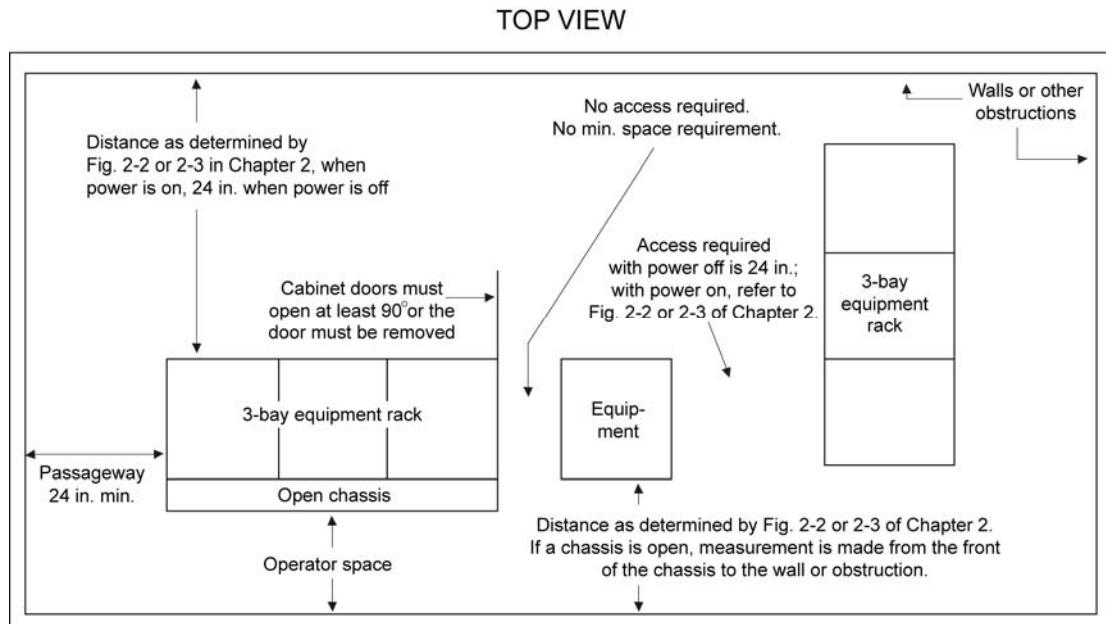 TOP VIEW
Distance as determined by
Fig. 2-2 or 2-3 in Chapter 2, when
power is on, 24 in. when power is off
No access required.
No min. space requirement.
Walls or other
obstructions
Cabinet doors must
open at least 90° or the
door must be removed
Access required
with power off is 24 in.;
with power on, refer to
Fig. 2-2 or 2-3 of Chapter 2.
3-bay
equipment
rack
3-bay equipment rack
Equip-
ment
Passageway
24 in. min.
Open chassis
Operator space
Distance as determined by Fig. 2-2 or 2-3 of Chapter 2.
If a chassis is open, measurement is made from the front
of the chassis to the wall or obstruction.